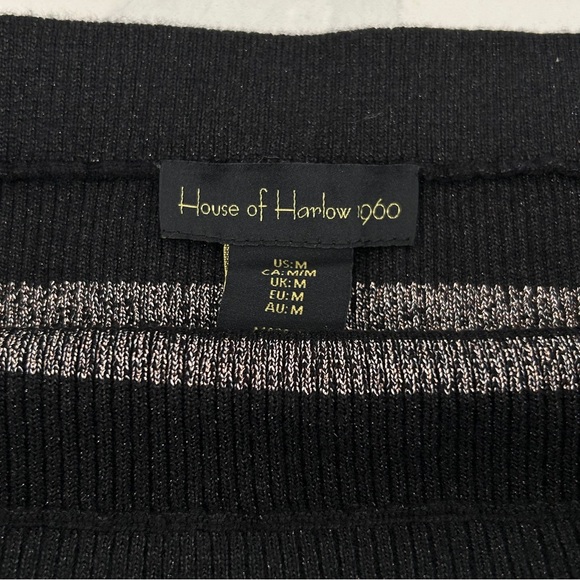 House of Harlow 1960
US: M
CA: M/M
UK: M
EU: M
AU: M